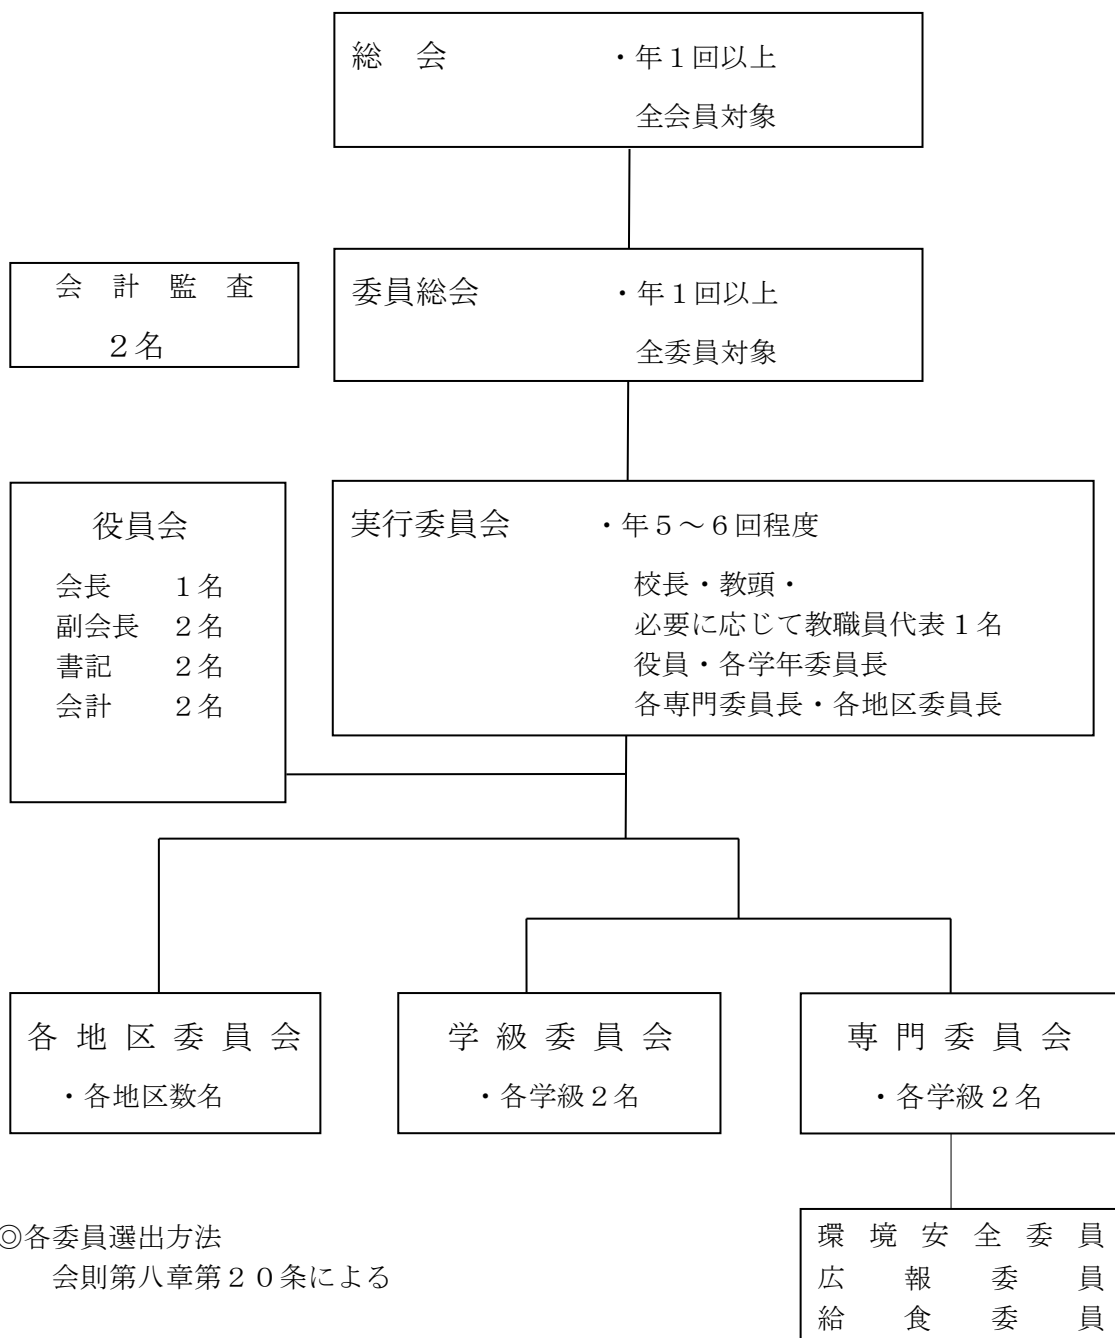 総　会　・年１回以上
全会員対象
会　計　監　査
２名
委員総会　・年１回以上
全委員対象
役員会
会長　１名
副会長　２名
書記　２名
会計　２名
実行委員会　・年５～６回程度
校長・教頭・
必要に応じて教職員代表１名
役員・各学年委員長
各専門委員長・各地区委員長
各地区委員会
・各地区数名
学級委員会
・各学級２名
専門委員会
・各学級２名
◎各委員選出方法
会則第八章第２０条による
環境安全委員
広報委員
給食委員